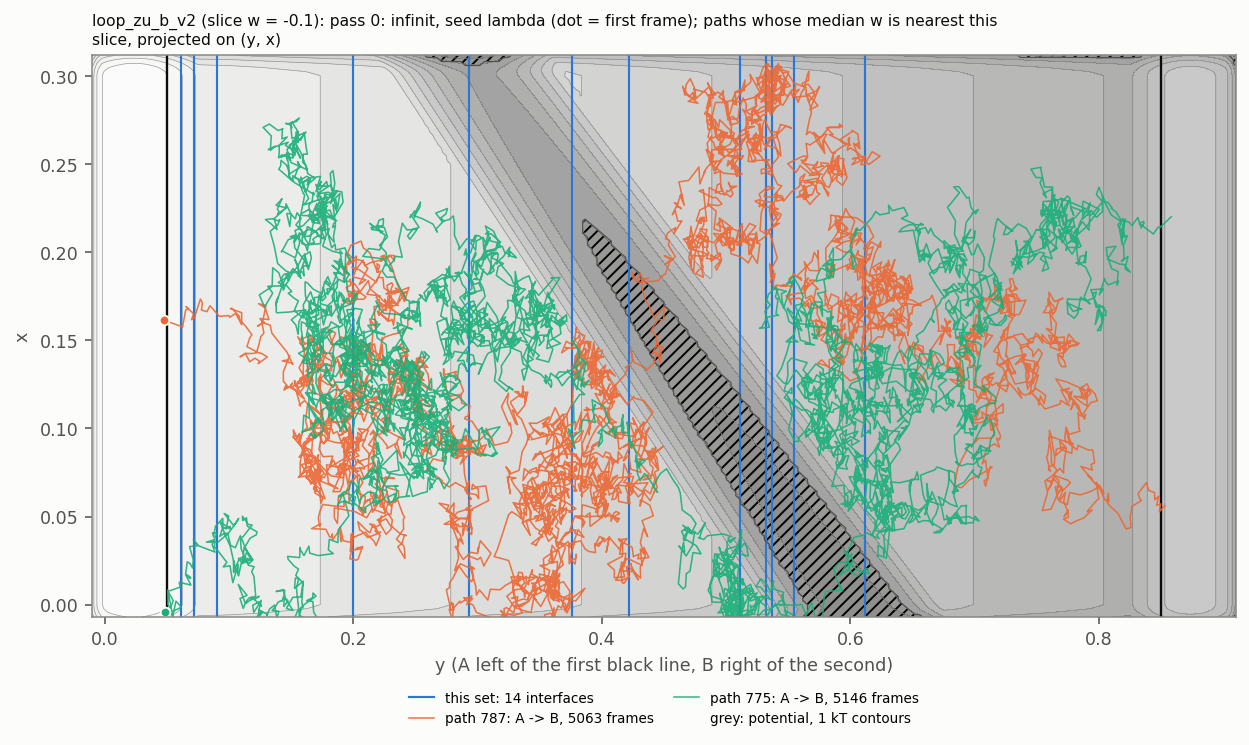 loop_zu_b_v2 (slice w = -0.1): pass 0: infinit, seed lambda (dot = first frame); paths whose median w is nearest this
slice, projected on (y, x)
0.30
0.25
0.20
0.15
0.10
0.05
0.00
x
0.0 0.2 0.4 0.6 0.8
y (A left of the first black line, B right of the second)
this set: 14 interfaces
path 787: A -> B, 5063 frames
path 775: A -> B, 5146 frames
grey: potential, 1 kT contours